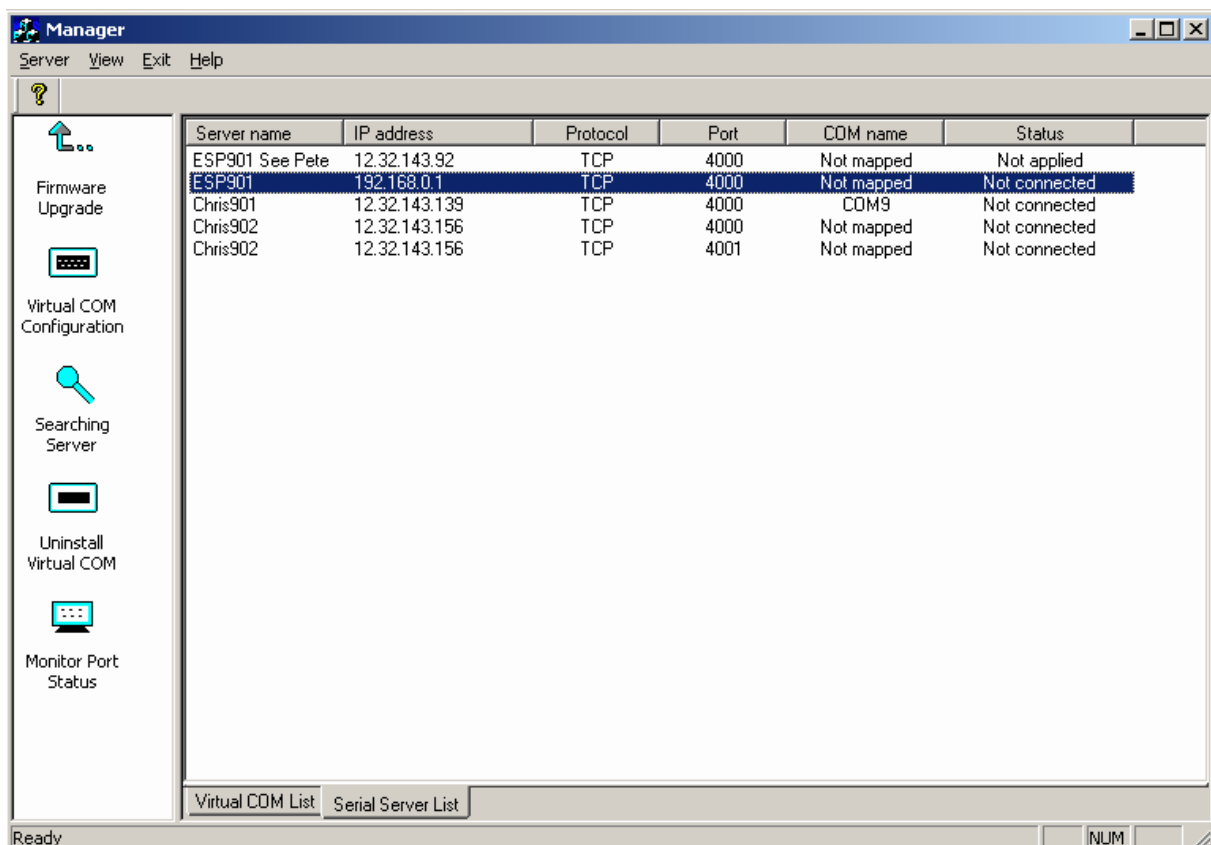 Manager
Server View Exit Help
?
Firmware
Upgrade
Virtual COM
Configuration
Searching
Server
Uninstall
Virtual COM
Monitor Port
Status
Server name IP address Protocol Port COM name Status
ESP901 See Pete 12.32.143.92 TCP 4000 Not mapped Not applied
ESP901 192.168.0.1 TCP 4000 Not mapped Not connected
Chris901 12.32.143.139 TCP 4000 COM9 Not connected
Chris902 12.32.143.156 TCP 4000 Not mapped Not connected
Chris902 12.32.143.156 TCP 4001 Not mapped Not connected
Virtual COM List Serial Server List
Ready NUM